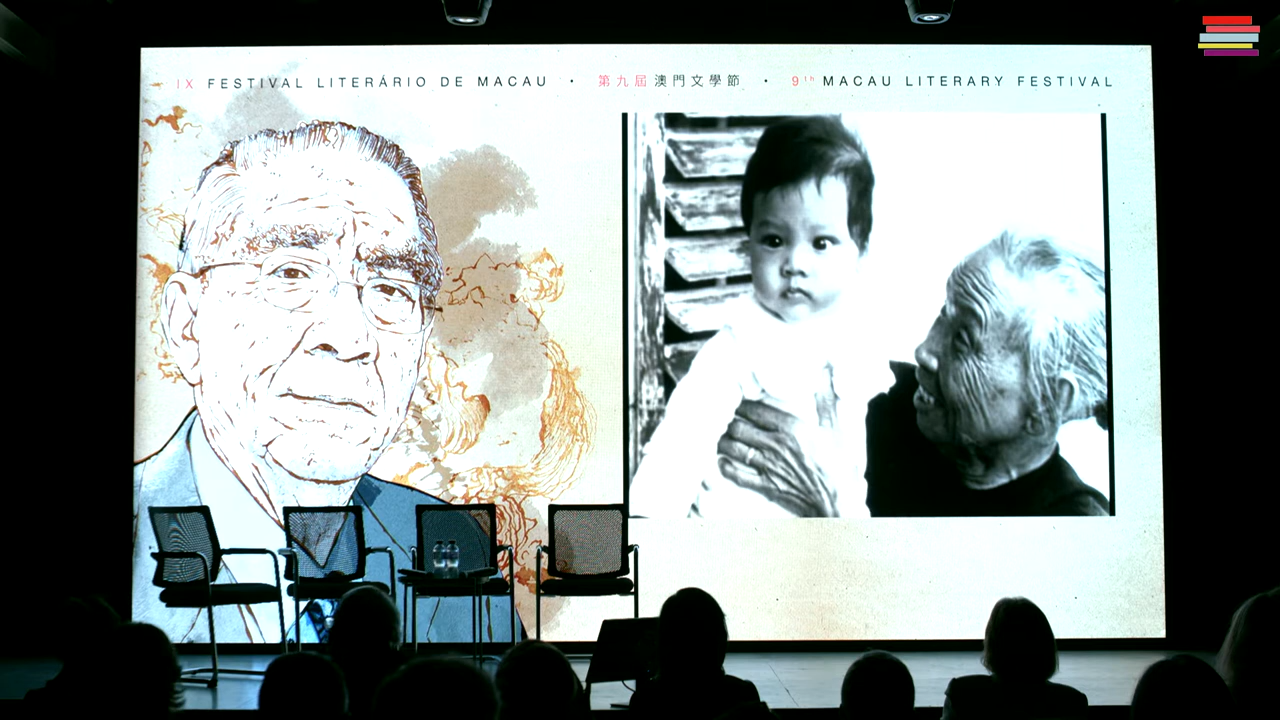 IX FESTIVAL LITERÁRIO DE MACAU • 第九屆澳門文學節 • 9th MACAU LITERARY FESTIVAL